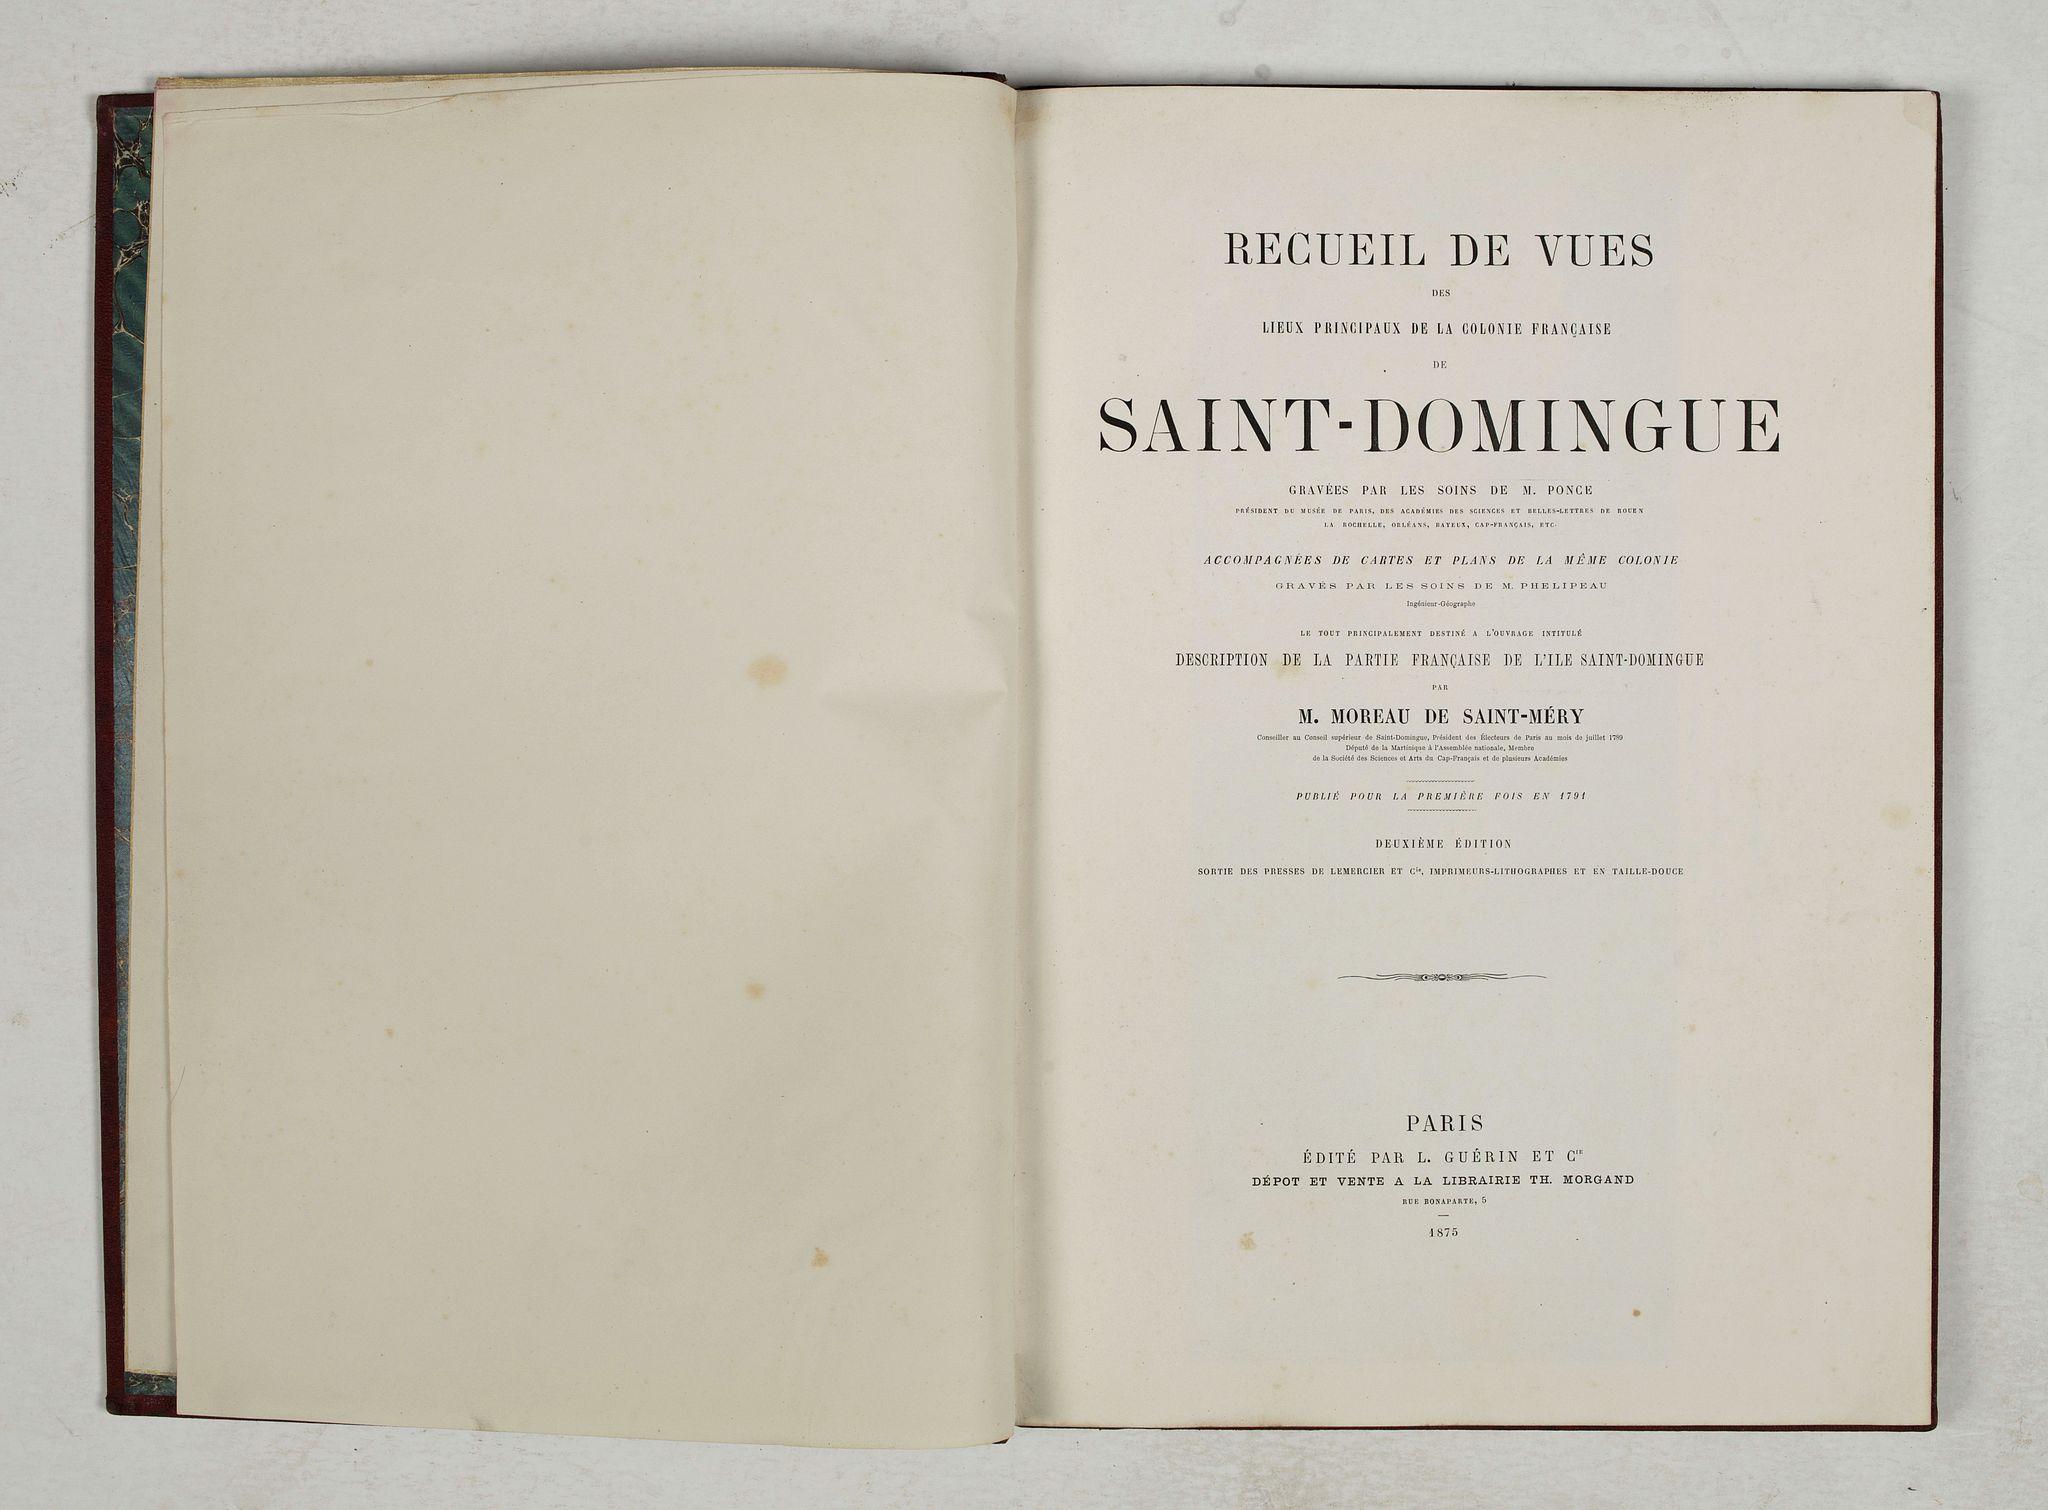 RECUEIL DE VUES
DES
LIEUX PRINCIPAUX DE LA COLONIE FRANÇAISE
DE
SAINT-DOMINGUE
GRAVÉES PAR LES SOINS DE M. PONCE
PRÉSIDENT DU MUSÉE DE PARIS, DES ACADÉMIES DES SCIENCES ET BELLES-LETTRES DE ROUEN
LA ROCHELLE, ORLÉANS, BAYEUX, CAP-FRANÇAIS, ETC.
ACCOMPAGNÉES DE CARTES ET PLANS DE LA MÊME COLONIE
GRAVÉS PAR LES SOINS DE M. PHELIPEAU
Ingénieur-Géographe
LE TOUT PRINCIPALEMENT DESTINÉ A L'OUVRAGE INTITULÉ
DESCRIPTION DE LA PARTIE FRANÇAISE DE L'ILE SAINT-DOMINGUE
PAR
M. MOREAU DE SAINT-MÉRY
Conseiller au Conseil supérieur de Saint-Domingue, Président des Électeurs de Paris au mois de juillet 1789
Député de la Martinique à l'Assemblée nationale, Membre
de la Société des Sciences et Arts du Cap-Français et de plusieurs Académies
PUBLIÉ POUR LA PREMIÈRE FOIS EN 1791
DEUXIÈME ÉDITION
SORTIE DES PRESSES DE LEMERCIER ET Cie, IMPRIMEURS-LITHOGRAPHES ET EN TAILLE-DOUCE
PARIS
ÉDITÉ PAR L. GUÉRIN ET CIE
DÉPOT ET VENTE A LA LIBRAIRIE TH. MORGAND
RUE BONAPARTE, 5
1875